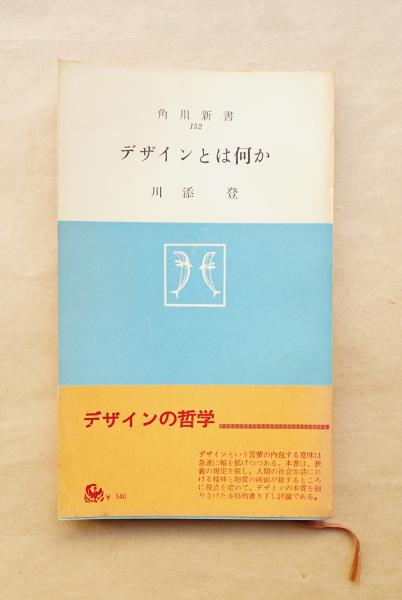 角川新書
152
デザインとは何か
川添 登
デザインの哲学
デザインという言葉の内包する意味は
急速に幅を拡げつつある。本書は、狭
義の規定を脱し、人間の社会生活にお
ける精神と物質の両面が接するところ
に視点を定めて、デザインの本質を掘
りさげた本格的書き下し評論である。
¥ 140